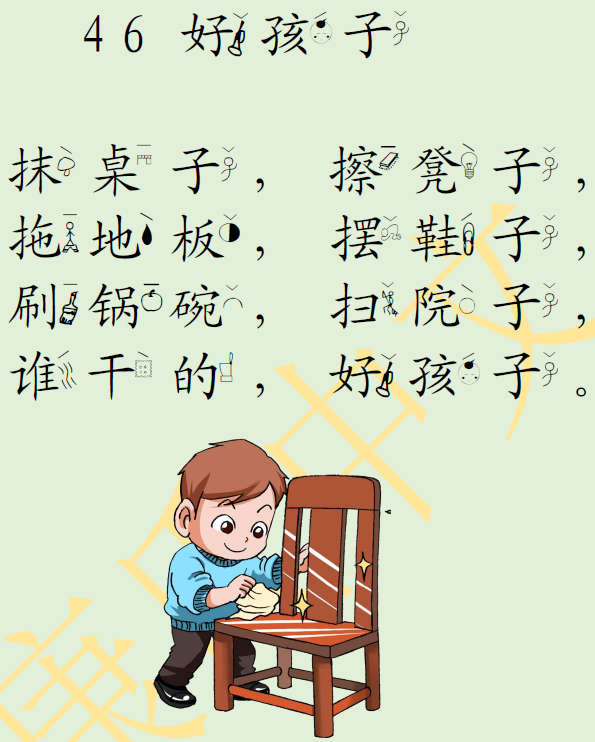 46 好孩子
抹桌子，擦凳子，
拖地板，摆鞋子，
刷锅碗，扫院子，
谁干的，好孩子。